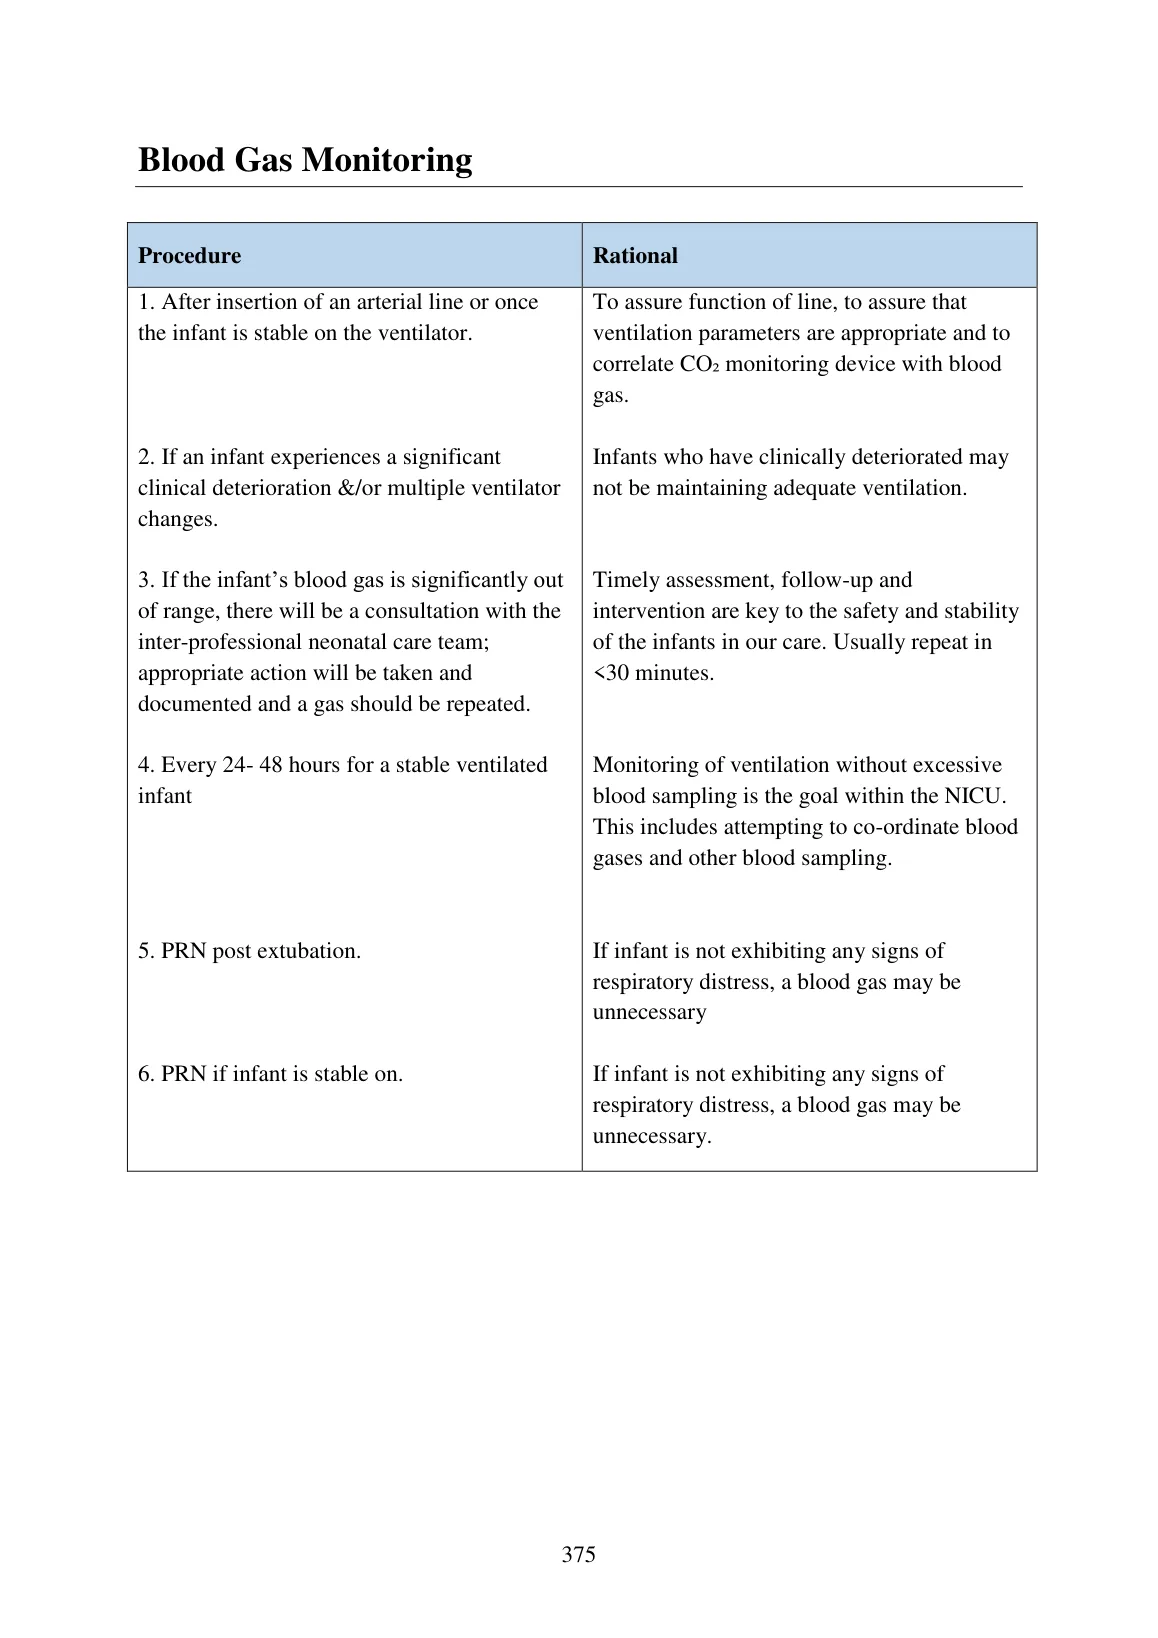 Blood Gas Monitoring
Procedure
Rational
1. After insertion of an arterial line or once
the infant is stable on the ventilator.
To assure function of line, to assure that
ventilation parameters are appropriate and to
correlate CO₂ monitoring device with blood
gas.
2. If an infant experiences a significant
clinical deterioration &/or multiple ventilator
changes.
Infants who have clinically deteriorated may
not be maintaining adequate ventilation.
3. If the infant’s blood gas is significantly out
of range, there will be a consultation with the
inter-professional neonatal care team;
appropriate action will be taken and
documented and a gas should be repeated.
Timely assessment, follow-up and
intervention are key to the safety and stability
of the infants in our care. Usually repeat in
<30 minutes.
4. Every 24- 48 hours for a stable ventilated
infant
Monitoring of ventilation without excessive
blood sampling is the goal within the NICU.
This includes attempting to co-ordinate blood
gases and other blood sampling.
5. PRN post extubation.
If infant is not exhibiting any signs of
respiratory distress, a blood gas may be
unnecessary
6. PRN if infant is stable on.
If infant is not exhibiting any signs of
respiratory distress, a blood gas may be
unnecessary.
375